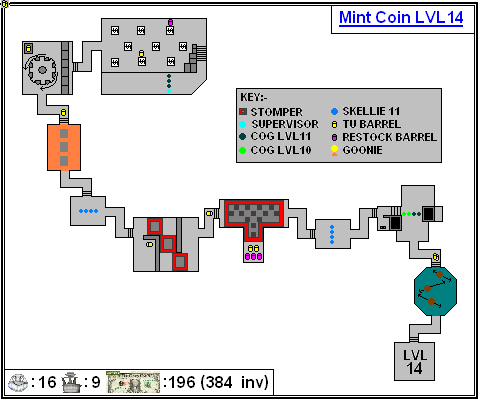 Mint Coin LVL14
KEY:-
STOMPER
SUPERVISOR
COG LVL11
COG LVL10
SKELLIE 11
TU BARREL
RESTOCK BARREL
GOONIE
LVL
14
:16 :9 :196 (384 inv)